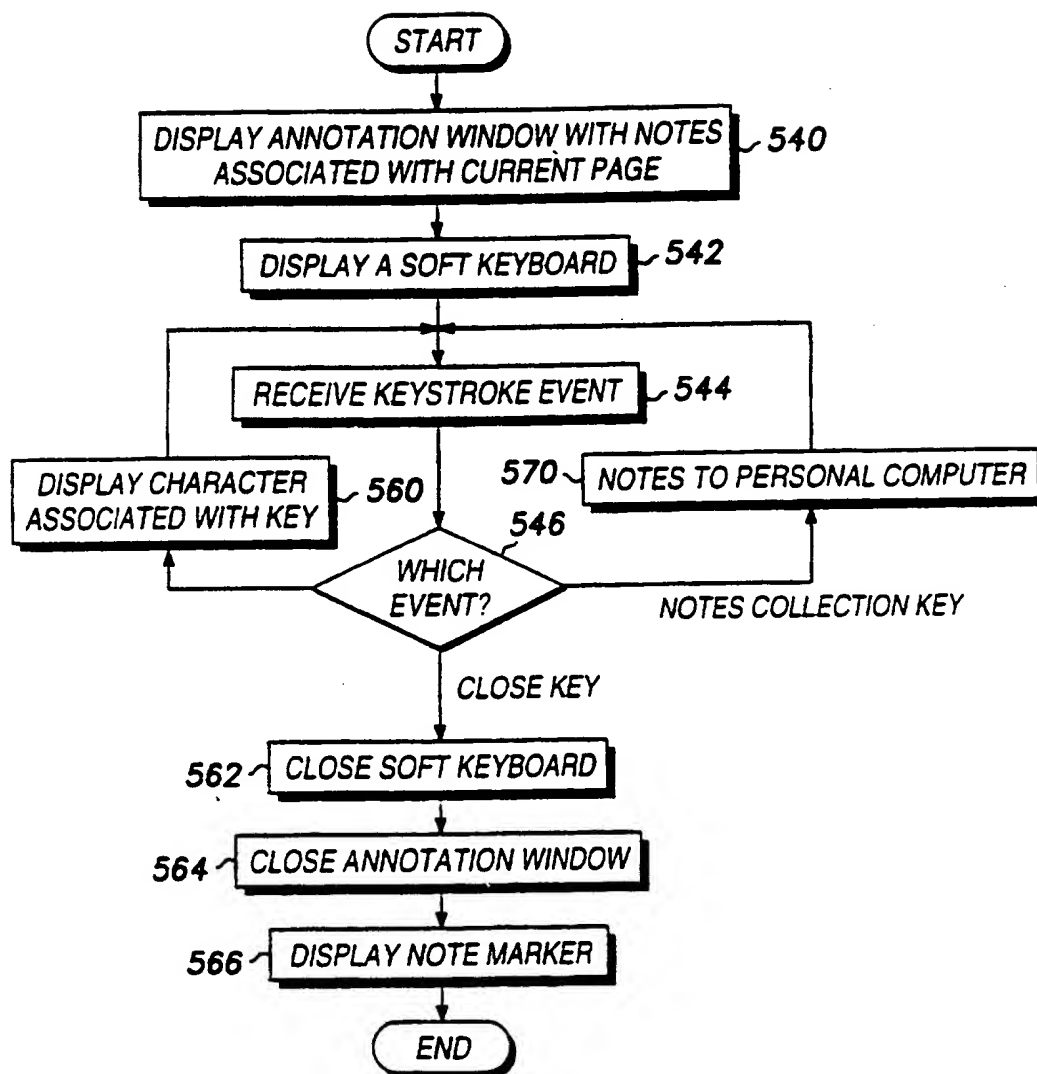 START
DISPLAY ANNOTATION WINDOW WITH NOTES
ASSOCIATED WITH CURRENT PAGE
540
DISPLAY A SOFT KEYBOARD
542
RECEIVE KEYSTROKE EVENT
544
DISPLAY CHARACTER
ASSOCIATED WITH KEY
560
570
NOTES TO PERSONAL COMPUTER
546
WHICH
EVENT?
NOTES COLLECTION KEY
CLOSE KEY
562
CLOSE SOFT KEYBOARD
564
CLOSE ANNOTATION WINDOW
566
DISPLAY NOTE MARKER
END